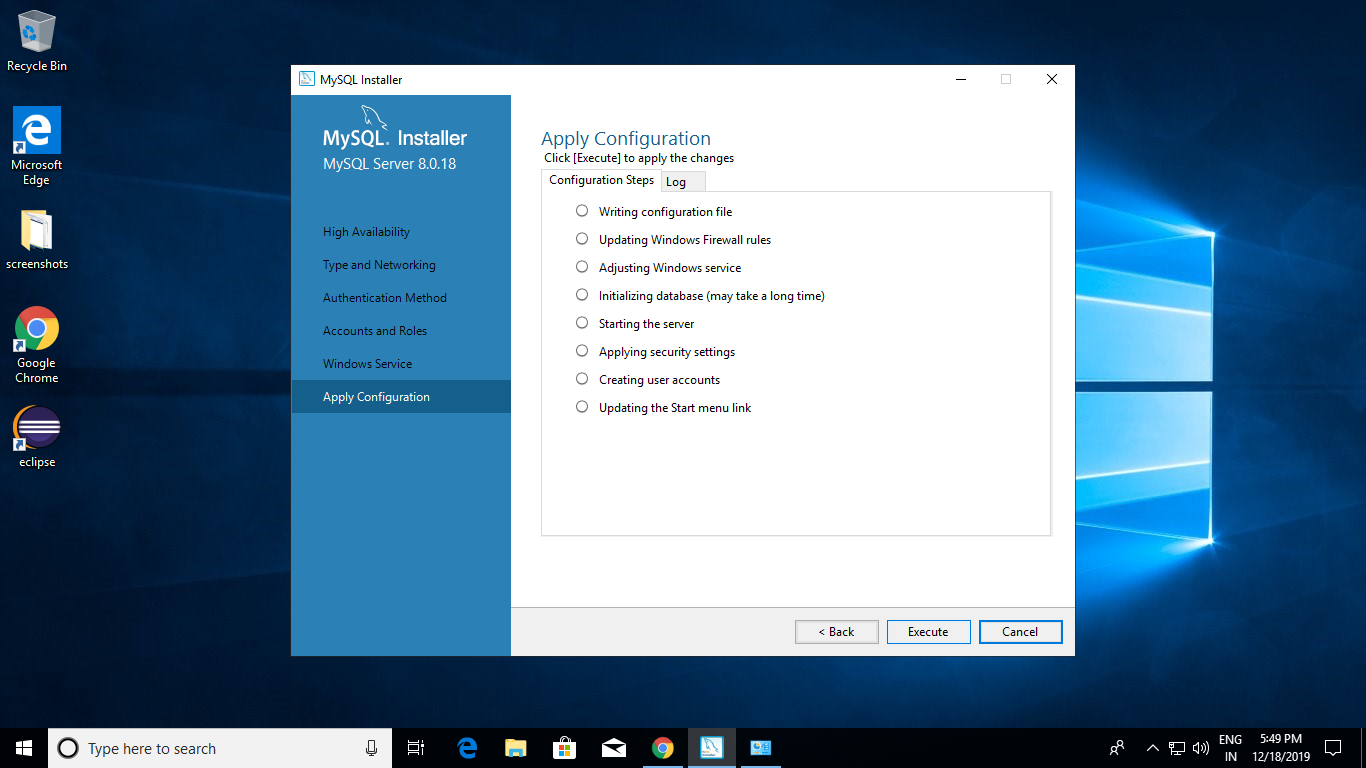 Recycle Bin
Microsoft
Edge
screenshots
Google
Chrome
eclipse
MySQL Installer
MySQL. Installer
MySQL Server 8.0.18
High Availability
Type and Networking
Authentication Method
Accounts and Roles
Windows Service
Apply Configuration
Apply Configuration
Click [Execute] to apply the changes
Configuration Steps Log
Writing configuration file
Updating Windows Firewall rules
Adjusting Windows service
Initializing database (may take a long time)
Starting the server
Applying security settings
Creating user accounts
Updating the Start menu link
< Back Execute Cancel
Type here to search
ENG
IN
5:49 PM
12/18/2019